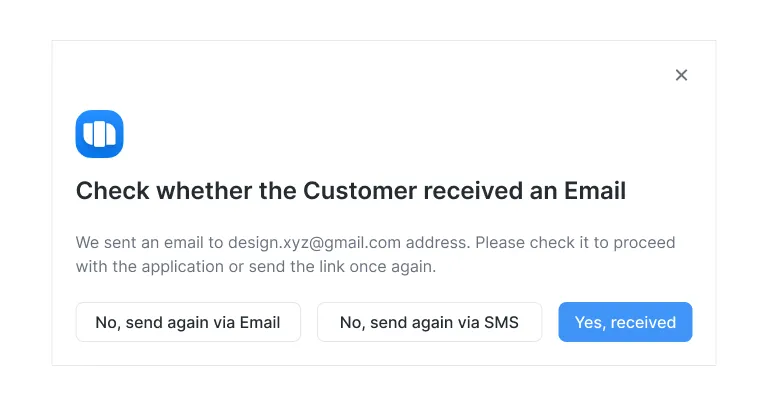 Check whether the Customer received an Email
We sent an email to design.xyz@gmail.com address. Please check it to proceed
with the application or send the link once again.
No, send again via Email
No, send again via SMS
Yes, received